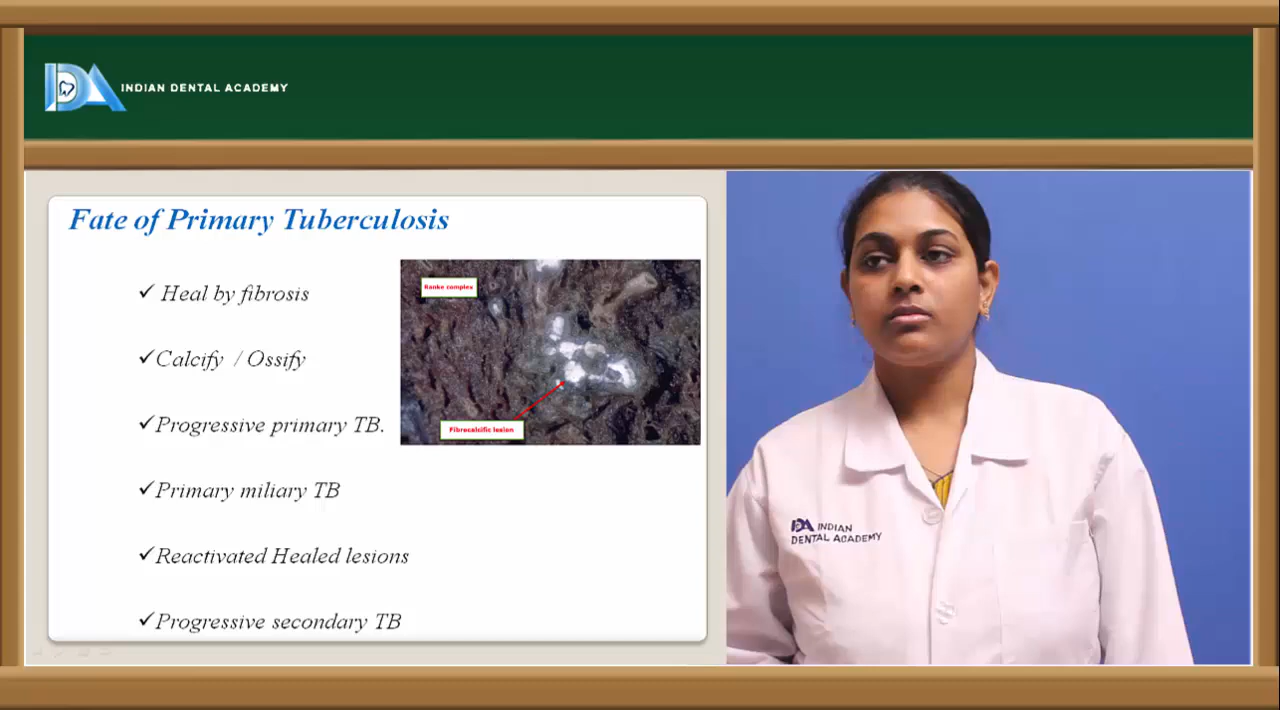 INDIAN DENTAL ACADEMY
Fate of Primary Tuberculosis
Heal by fibrosis
Calcify / Ossify
Progressive primary TB.
Primary miliary TB
Reactivated Healed lesions
Progressive secondary TB
Ranke complex
Fibrocalcific lesion
IDA INDIAN
DENTAL ACADEMY